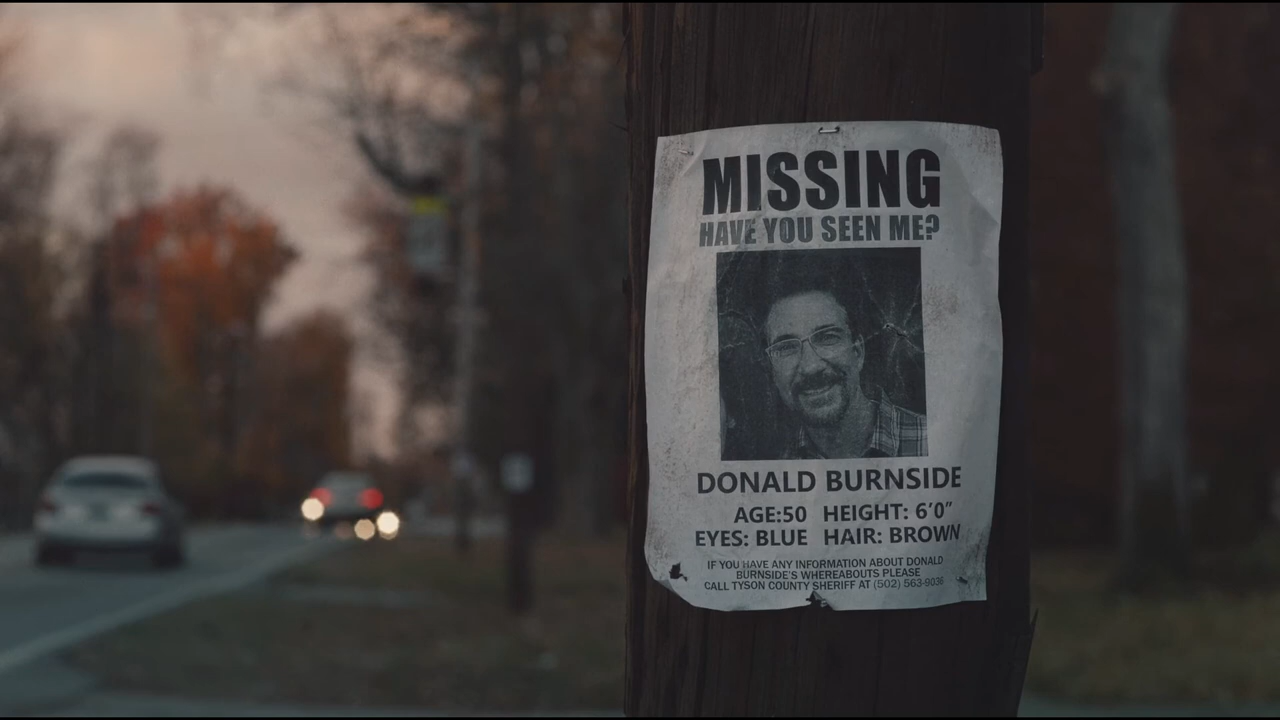 MISSING
HAVE YOU SEEN ME?
DONALD BURNSIDE
AGE:50 HEIGHT: 6'0"
EYES: BLUE HAIR: BROWN
IF YOU HAVE ANY INFORMATION ABOUT DONALD
BURNSIDE'S WHEREABOUTS PLEASE
CALL TYSON COUNTY SHERIFF AT (502) 563-9036